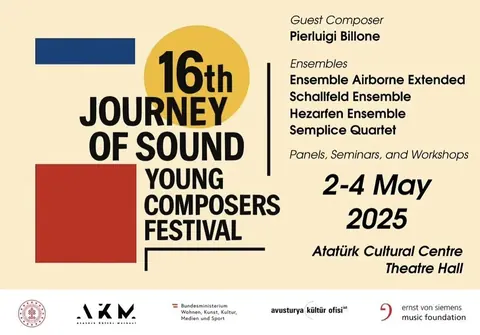 16th
JOURNEY
OF SOUND
YOUNG
COMPOSERS
FESTIVAL
Guest Composer
Pierluigi Billone
Ensembles
Ensemble Airborne Extended
Schallfeld Ensemble
Hezarfen Ensemble
Semplice Quartet
Panels, Seminars, and Workshops
2-4 May
2025
Atatürk Cultural Centre
Theatre Hall
AKM
Bundesministerium
Wohnen, Kunst, Kultur,
Medien und Sport
avusturya kültür ofisi
ernst von siemens
music foundation